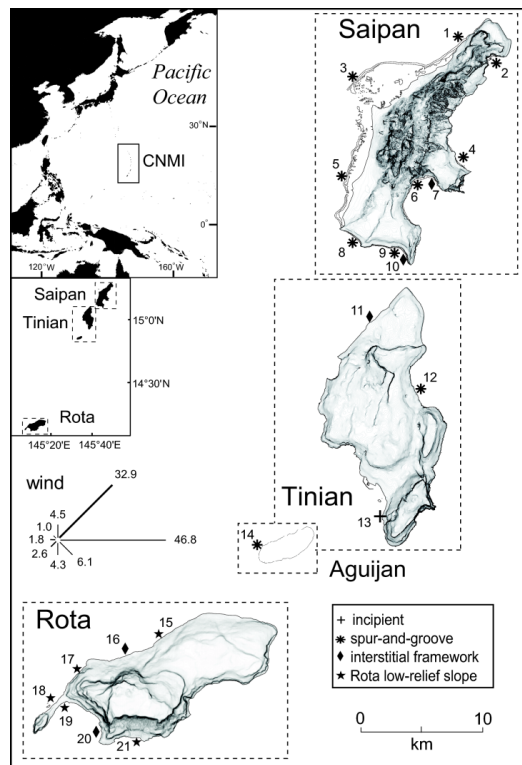 Pacific
Ocean
30°N
CNMI
0°
120°W
160°W
Saipan
1
2
3
4
5
6
7
8
9
10
Saipan
Tinian
15°0'N
14°30'N
Rota
145°20'E 145°40'E
11
12
Tinian
13
14
Aguijan
wind
32.9
4.5
1.0
1.8
2.6
4.3
6.1
46.8
Rota
15
16
17
18
19
20
21
incipient
spur-and-groove
interstitial framework
Rota low-relief slope
0 10
km